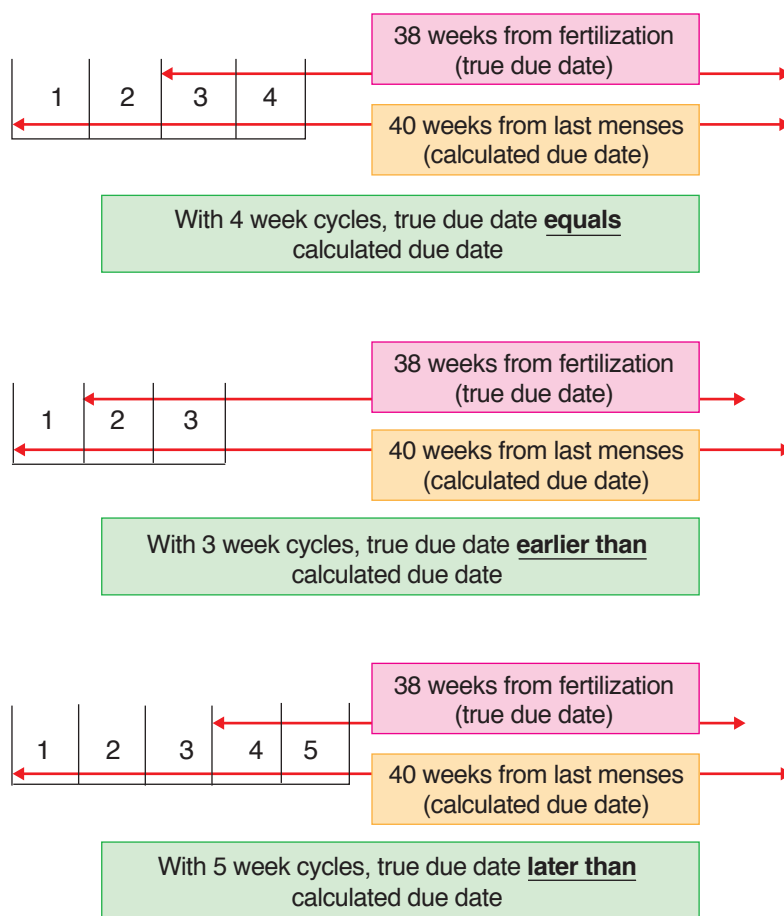 38 weeks from fertilization
(true due date)
1 2 3 4
40 weeks from last menses
(calculated due date)
With 4 week cycles, true due date equals
calculated due date
38 weeks from fertilization
(true due date)
1 2 3
40 weeks from last menses
(calculated due date)
With 3 week cycles, true due date earlier than
calculated due date
38 weeks from fertilization
(true due date)
1 2 3 4 5
40 weeks from last menses
(calculated due date)
With 5 week cycles, true due date later than
calculated due date